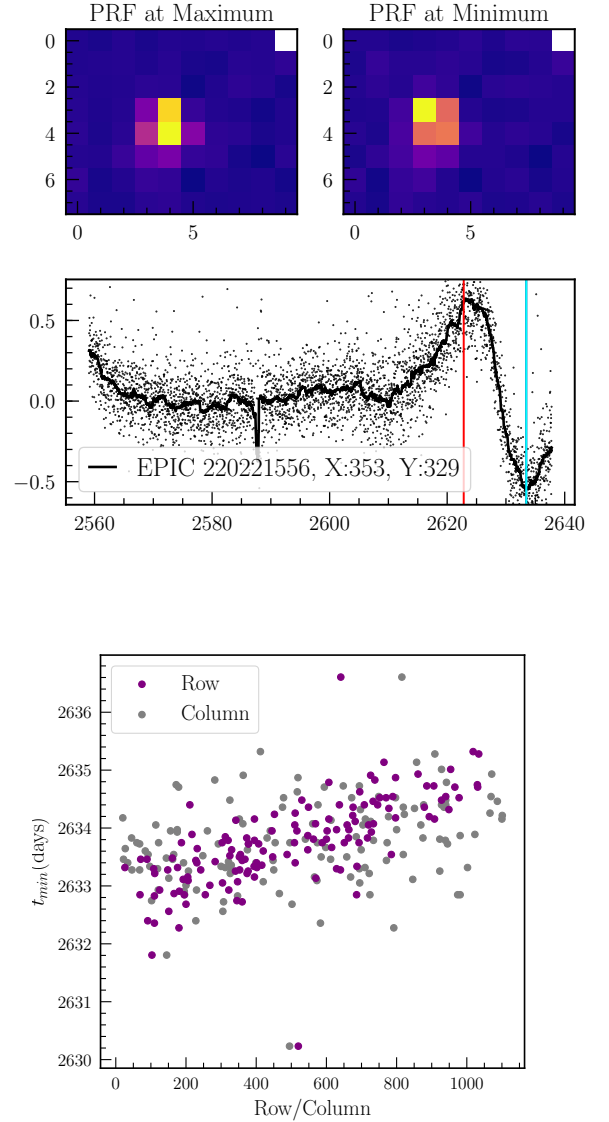 PRF at Maximum PRF at Minimum
0 0
2 2
4 4
6 6
0 5 0 5
0.5
0.0
−0.5
EPIC 220221556, X:353, Y:329
2560 2580 2600 2620 2640
Row
Column
2636
2635
2634
2633
2632
2631
2630
t_min(days)
0 200 400 600 800 1000
Row/Column